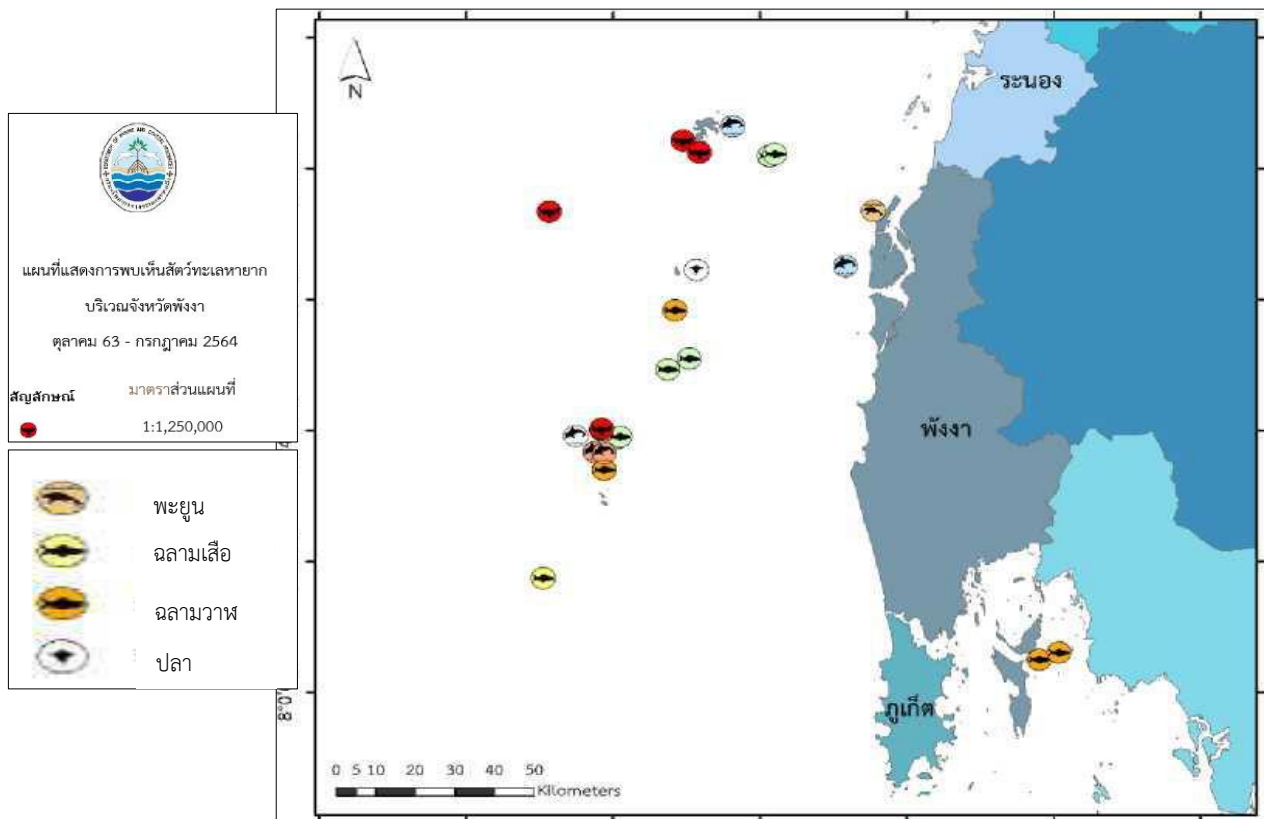 แผนที่แสดงการพบเห็นสัตว์ทะเลหายาก
บริเวณจังหวัดพังงา
ตุลาคม 63 - กรกฎาคม 2564
สัญลักษณ์
มาตราส่วนแผนที่
1:1,250,000
พะยูน
ฉลามเสือ
ฉลามวาฬ
ปลา
N
ระนอง
พังงา
ภูเก็ต
8°0'
0 5 10 20 30 40 50
Kilometers